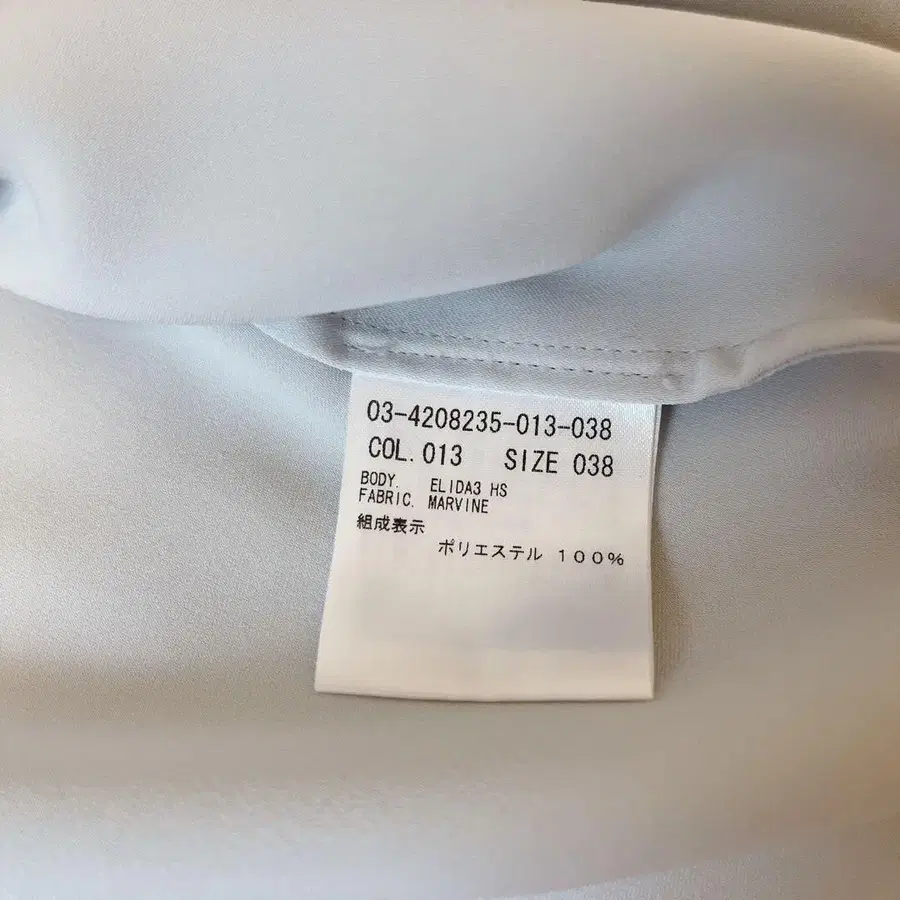 03-4208235-013-038
COL.013 SIZE 038
BODY. ELIDA3 HS
FABRIC. MARVINE
組成表示
ポリエステル 100%